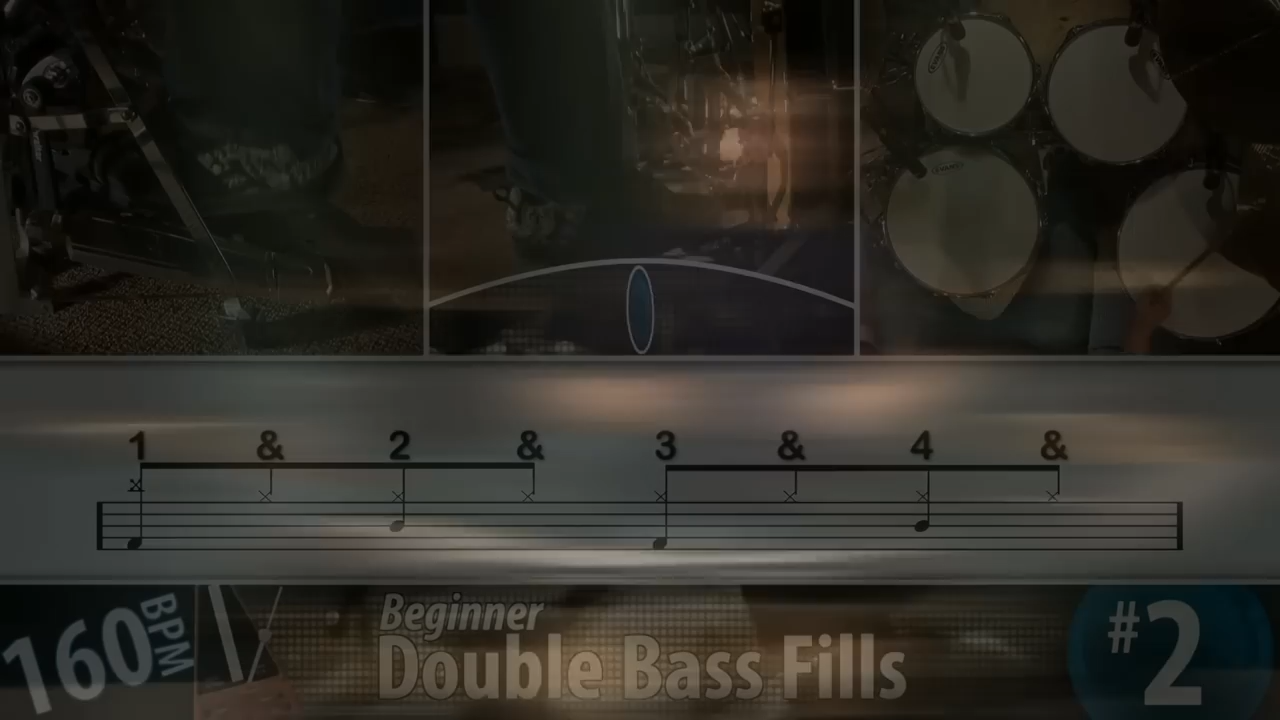 1 & 2 & 3 & 4 &
160 BPM
Beginner
Double Bass Fills
#2